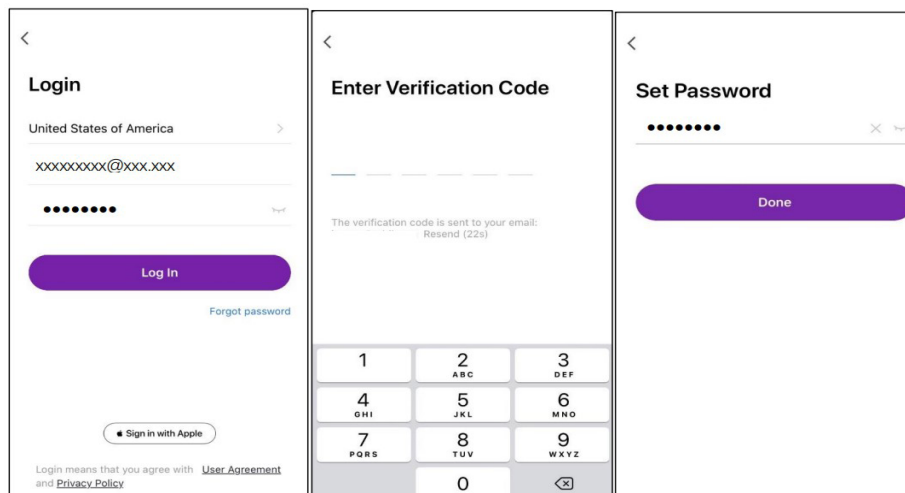 Login
United States of America
xxxxxxxxx@xxx.xxx
••••••••
Log In
Forgot password
Sign in with Apple
Login means that you agree with User Agreement
and Privacy Policy
Enter Verification Code
The verification code is sent to your email:
Resend (22s)
1
2
ABC
3
DEF
4
GHI
5
JKL
6
MNO
7
PQRS
8
TUV
9
WXYZ
0
Set Password
••••••••
Done